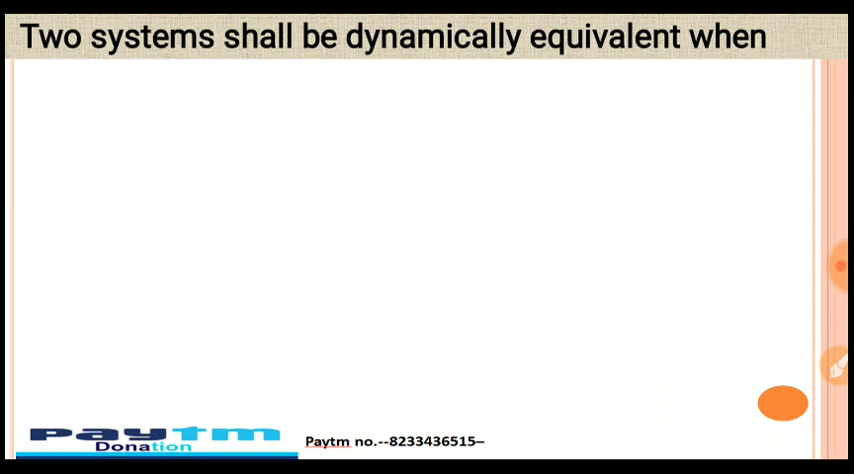 Two systems shall be dynamically equivalent when
paytm
Donation
Paytm no.--8233436515–